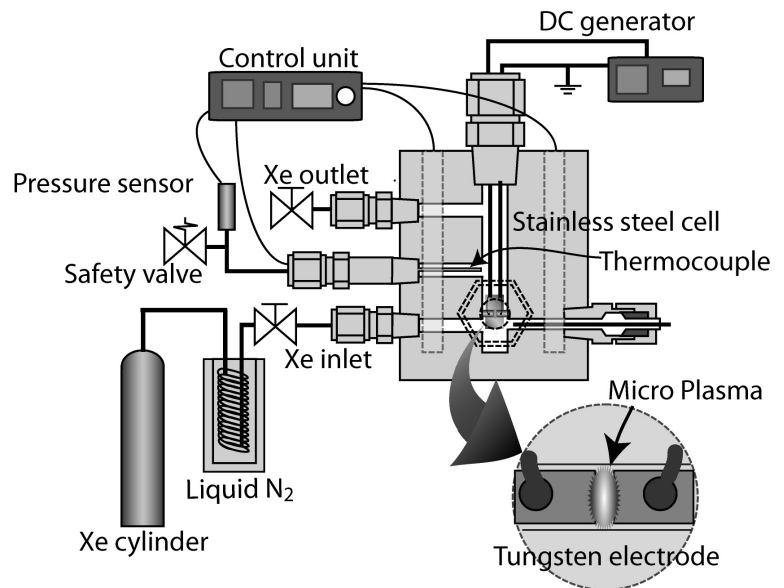 DC generator
Control unit
Pressure sensor
Xe outlet
Stainless steel cell
Safety valve
Thermocouple
Xe inlet
Micro Plasma
Liquid N₂
Xe cylinder
Tungsten electrode